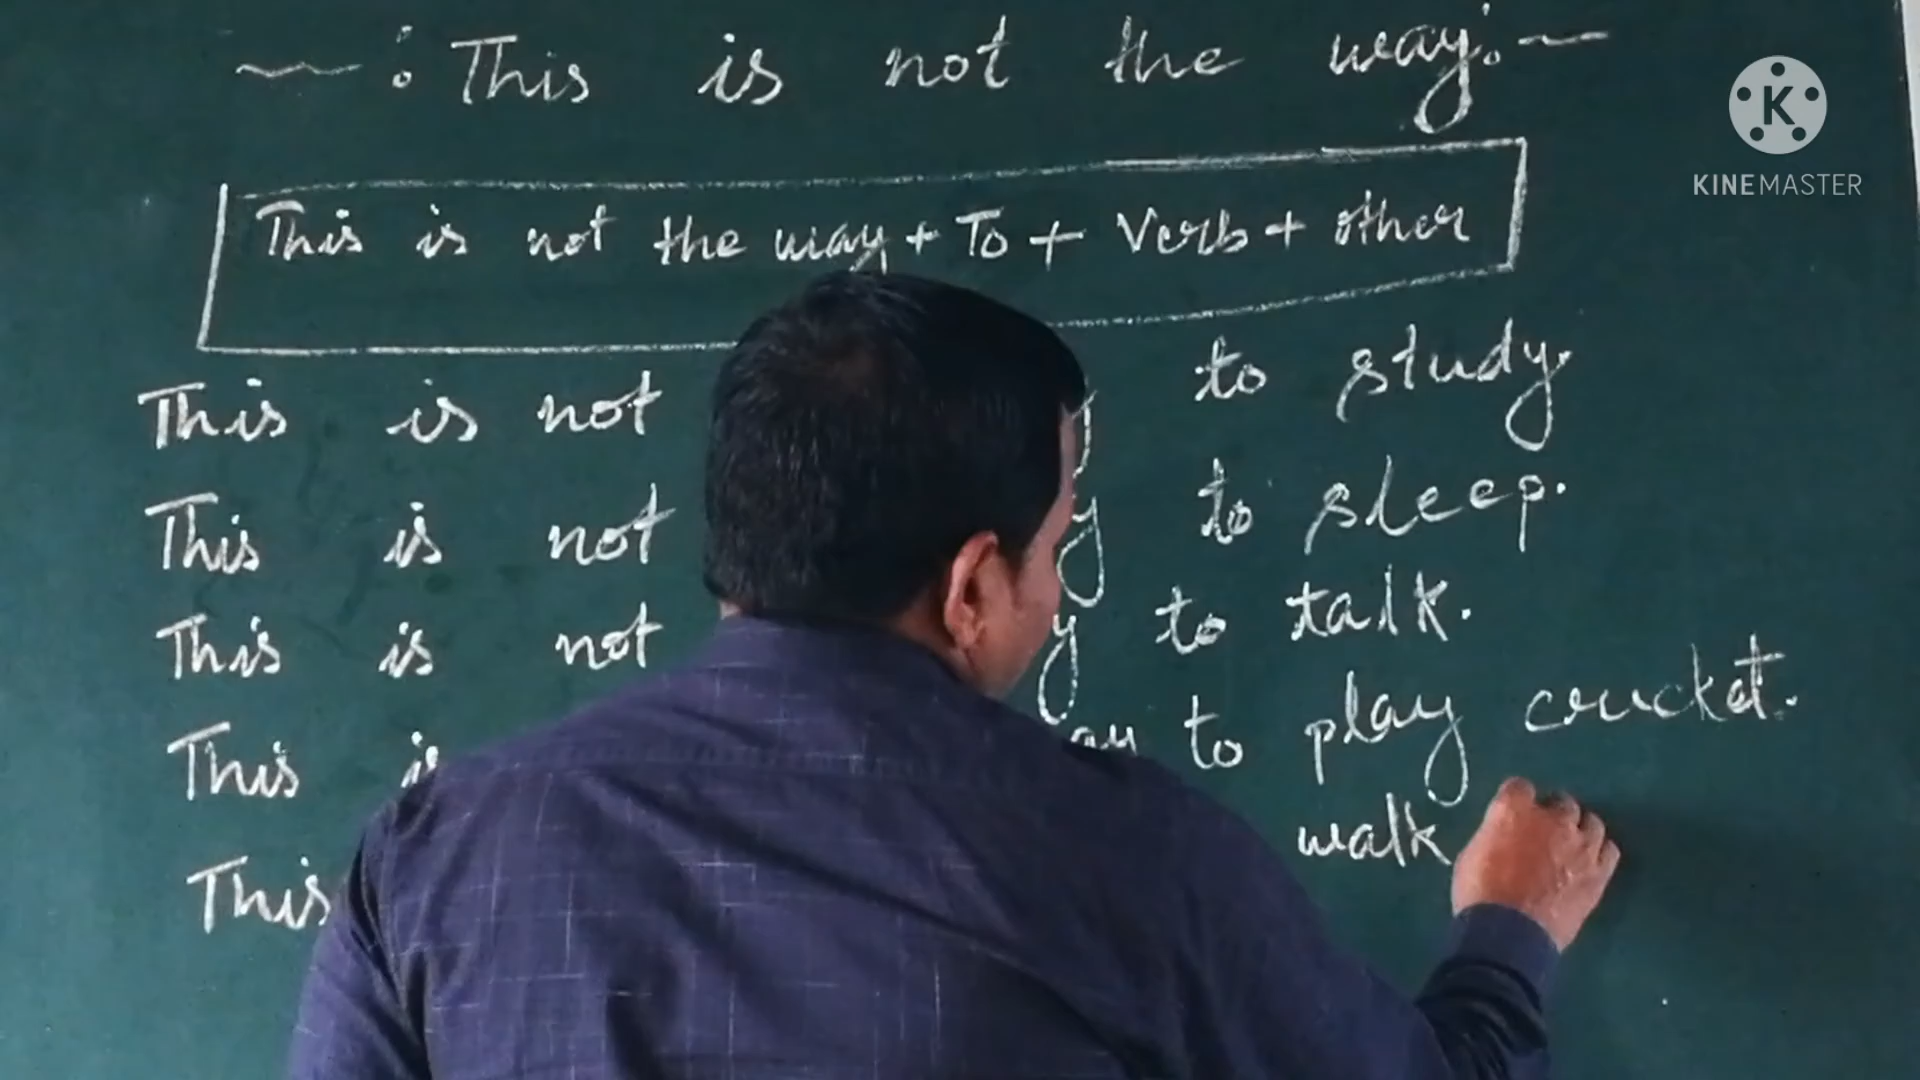 ~ : This is not the way : ~
This is not the way + To + Verb + other
This is not to study.
This is not to sleep.
This is not to talk.
This is way to play cricket.
This walk
K
KINEMASTER